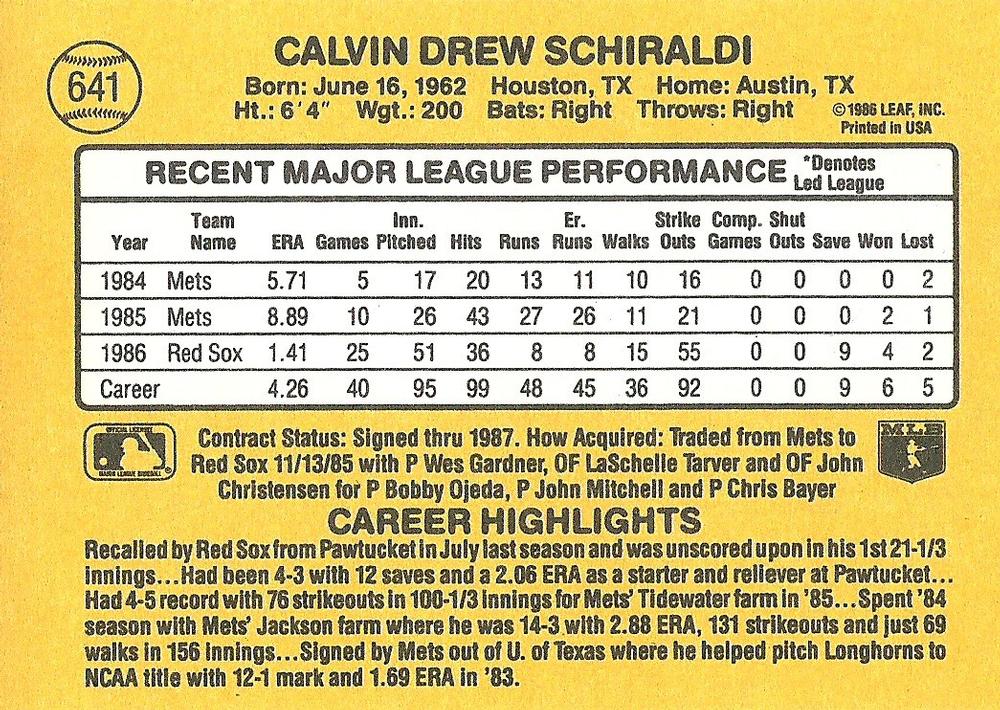 641
CALVIN DREW SCHIRALDI
Born: June 16, 1962 Houston, TX Home: Austin, TX
Ht.: 6'4" Wgt.: 200 Bats: Right Throws: Right
©1986 LEAF, INC.
Printed in USA
RECENT MAJOR LEAGUE PERFORMANCE *Denotes Led League
Year Team Name ERA Games Inn. Pitched Hits Runs Er. Runs Walks Strike Outs Comp. Games Shut Outs Save Won Lost
1984 Mets 5.71 5 17 20 13 11 10 16 0 0 0 0 2
1985 Mets 8.89 10 26 43 27 26 11 21 0 0 0 2 1
1986 Red Sox 1.41 25 51 36 8 8 15 55 0 0 9 4 2
Career 4.26 40 95 99 48 45 36 92 0 0 9 6 5
OFFICIAL LICENSEE
MAJOR LEAGUE BASEBALL
Contract Status: Signed thru 1987. How Acquired: Traded from Mets to
Red Sox 11/13/85 with P Wes Gardner, OF LaSchelle Tarver and OF John
Christensen for P Bobby Ojeda, P John Mitchell and P Chris Bayer
MLB
CAREER HIGHLIGHTS
Recalled by Red Sox from Pawtucket in July last season and was unscored upon in his 1st 21-1/3
innings...Had been 4-3 with 12 saves and a 2.06 ERA as a starter and reliever at Pawtucket...
Had 4-5 record with 76 strikeouts in 100-1/3 innings for Mets' Tidewater farm in '85...Spent '84
season with Mets' Jackson farm where he was 14-3 with 2.88 ERA, 131 strikeouts and just 69
walks in 156 innings...Signed by Mets out of U. of Texas where he helped pitch Longhorns to
NCAA title with 12-1 mark and 1.69 ERA in '83.